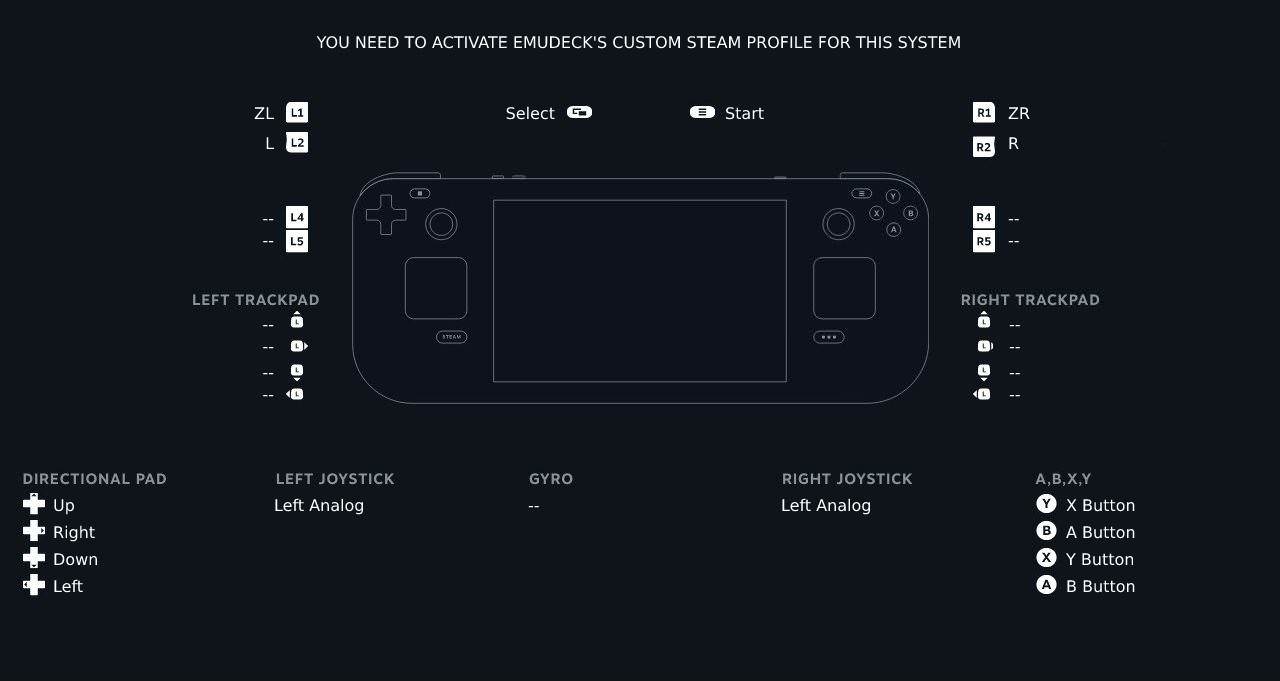 YOU NEED TO ACTIVATE EMUDECK'S CUSTOM STEAM PROFILE FOR THIS SYSTEM
ZL L1
Select
Start
R1 ZR
L L2
R2 R
Y
X B
A
-- L4
R4 --
-- L5
R5 --
LEFT TRACKPAD
RIGHT TRACKPAD
-- L
L --
STEAM
-- L
L --
-- L
L --
-- L
L --
DIRECTIONAL PAD
Up
Right
Down
Left
LEFT JOYSTICK
Left Analog
GYRO
--
RIGHT JOYSTICK
Left Analog
A,B,X,Y
Y X Button
B A Button
X Y Button
A B Button